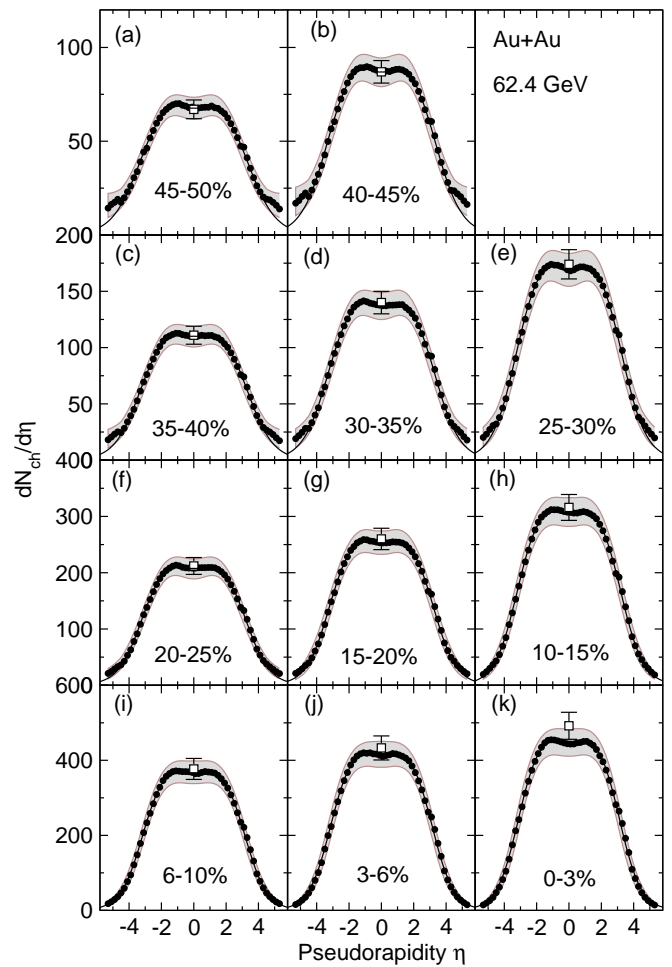 (a)
(b)
Au+Au
62.4 GeV
100
50
45-50%
40-45%
200
150
100
50
(c)
(d)
(e)
35-40%
30-35%
25-30%
dN_ch/dη
400
300
200
100
0
(f)
(g)
(h)
20-25%
15-20%
10-15%
600
400
200
0
(i)
(j)
(k)
6-10%
3-6%
0-3%
-4 -2 0 2 4 -4 -2 0 2 4 -4 -2 0 2 4
Pseudorapidity η